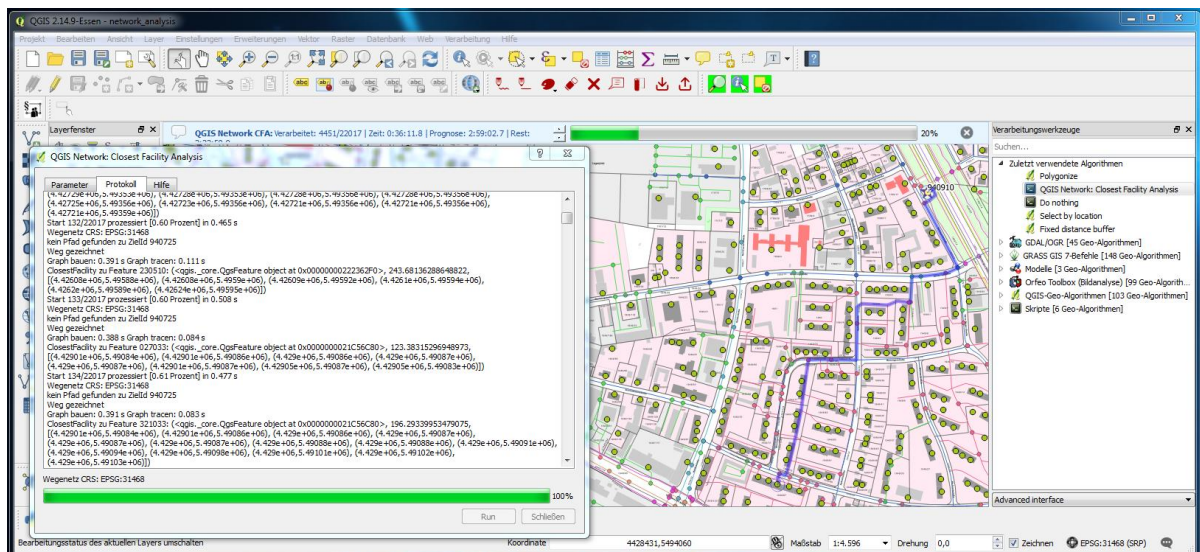 QGIS 2.14.9-Essen - network_analysis
Projekt Bearbeiten Ansicht Layer Einstellungen Erweiterungen Vektor Raster Datenbank Web Verarbeitung Hilfe
Layerfenster
QGIS Network CFA: Verarbeitet: 4451/22017 | Zeit: 0:36:11.8 | Prognose: 2:59:02.7 | Rest:
20%
QGIS Network: Closest Facility Analysis
Parameter Protokoll Hilfe
(4.42725e+06,5.49356e+06), (4.42723e+06,5.49356e+06), (4.42721e+06,5.49356e+06), (4.42721e+06,5.49356e+06),
(4.42721e+06,5.49359e+06)])
Start 132/22017 prozessiert [0.60 Prozent] in 0.465 s
Wegenetz CRS: EPSG:31468
kein Pfad gefunden zu ZielId 940725
Weg gezeichnet
Graph bauen: 0.391 s Graph tracen: 0.111 s
ClosestFacility zu Feature 230510: (<qgis._core.QgsFeature object at 0x00000000222362F0>, 243.68136288648822,
[(4.42608e+06,5.49588e+06), (4.42608e+06,5.4959e+06), (4.42609e+06,5.49592e+06), (4.4261e+06,5.49594e+06),
(4.4262e+06,5.49589e+06), (4.42624e+06,5.49595e+06)])
Start 133/22017 prozessiert [0.60 Prozent] in 0.508 s
Wegenetz CRS: EPSG:31468
kein Pfad gefunden zu ZielId 940725
Weg gezeichnet
Graph bauen: 0.388 s Graph tracen: 0.084 s
ClosestFacility zu Feature 027033: (<qgis._core.QgsFeature object at 0x0000000021C56C80>, 123.38315296948973,
[(4.42901e+06,5.49084e+06), (4.42901e+06,5.49086e+06), (4.429e+06,5.49086e+06), (4.429e+06,5.49087e+06),
(4.429e+06,5.49087e+06), (4.42901e+06,5.49087e+06), (4.42905e+06,5.49087e+06), (4.42905e+06,5.49083e+06)])
Start 134/22017 prozessiert [0.61 Prozent] in 0.477 s
Wegenetz CRS: EPSG:31468
kein Pfad gefunden zu ZielId 940725
Weg gezeichnet
Graph bauen: 0.391 s Graph tracen: 0.083 s
ClosestFacility zu Feature 321033: (<qgis._core.QgsFeature object at 0x0000000021C56C80>, 196.29339953479075,
[(4.42901e+06,5.49084e+06), (4.42901e+06,5.49086e+06), (4.429e+06,5.49086e+06), (4.429e+06,5.49087e+06),
(4.429e+06,5.49087e+06), (4.429e+06,5.49087e+06), (4.429e+06,5.49088e+06), (4.429e+06,5.49088e+06), (4.429e+06,5.49091e+06),
(4.429e+06,5.49094e+06), (4.429e+06,5.49098e+06), (4.429e+06,5.49101e+06), (4.429e+06,5.49102e+06),
(4.429e+06,5.49103e+06)])
Wegenetz CRS: EPSG:31468
100%
Run Schließen
940910
Verarbeitungswerkzeuge
Suchen...
Zuletzt verwendete Algorithmen
Polygonize
QGIS Network: Closest Facility Analysis
Do nothing
Select by location
Fixed distance buffer
GDAL/OGR [45 Geo-Algorithmen]
GRASS GIS 7-Befehle [148 Geo-Algorithmen]
Modelle [3 Geo-Algorithmen]
Orfeo Toolbox (Bildanalyse) [99 Geo-Algorith...
QGIS-Geo-Algorithmen [103 Geo-Algorithmen]
Skripte [6 Geo-Algorithmen]
Advanced interface
Bearbeitungsstatus des aktuellen Layers umschalten
Koordinate 4428431,5494060 Maßstab 1:4.596 Drehung 0,0 Zeichnen EPSG:31468 (SRP)